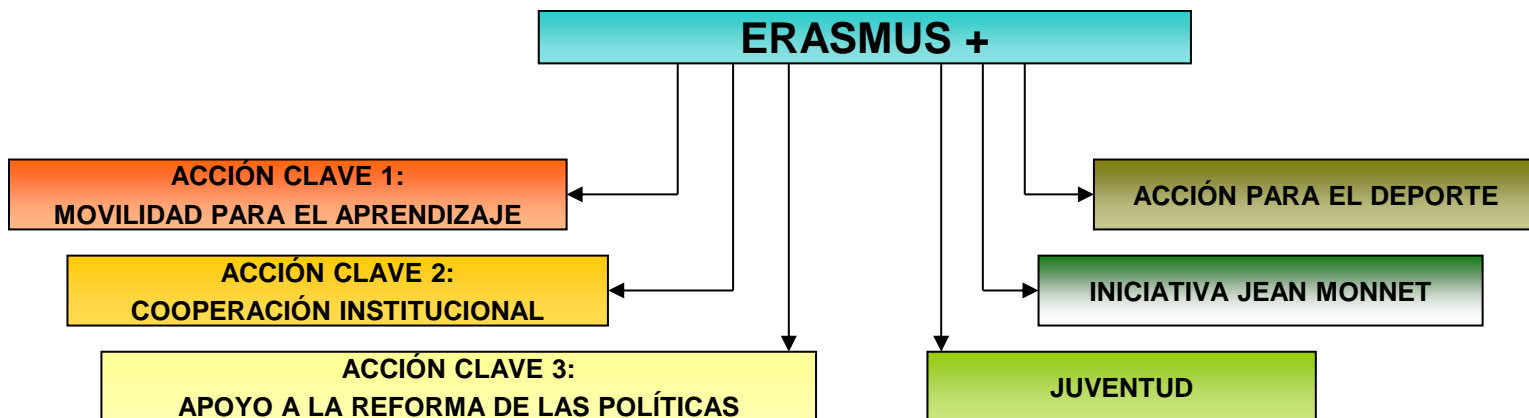 ERASMUS +
ACCIÓN CLAVE 1:
MOVILIDAD PARA EL APRENDIZAJE
ACCIÓN PARA EL DEPORTE
ACCIÓN CLAVE 2:
COOPERACIÓN INSTITUCIONAL
INICIATIVA JEAN MONNET
ACCIÓN CLAVE 3:
APOYO A LA REFORMA DE LAS POLÍTICAS
JUVENTUD